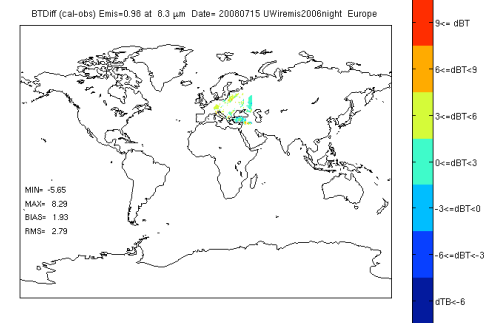 BTDiff (cal-obs) Emis=0.98 at 8.3 µm Date= 20080715 UWiremis2006night Europe
MIN= -5.65
MAX= 8.29
BIAS= 1.93
RMS= 2.79
9<= dBT
6<=dBT<9
3<=dBT<6
0<=dBT<3
-3<=dBT<0
-6<=dBT<-3
dTB<-6